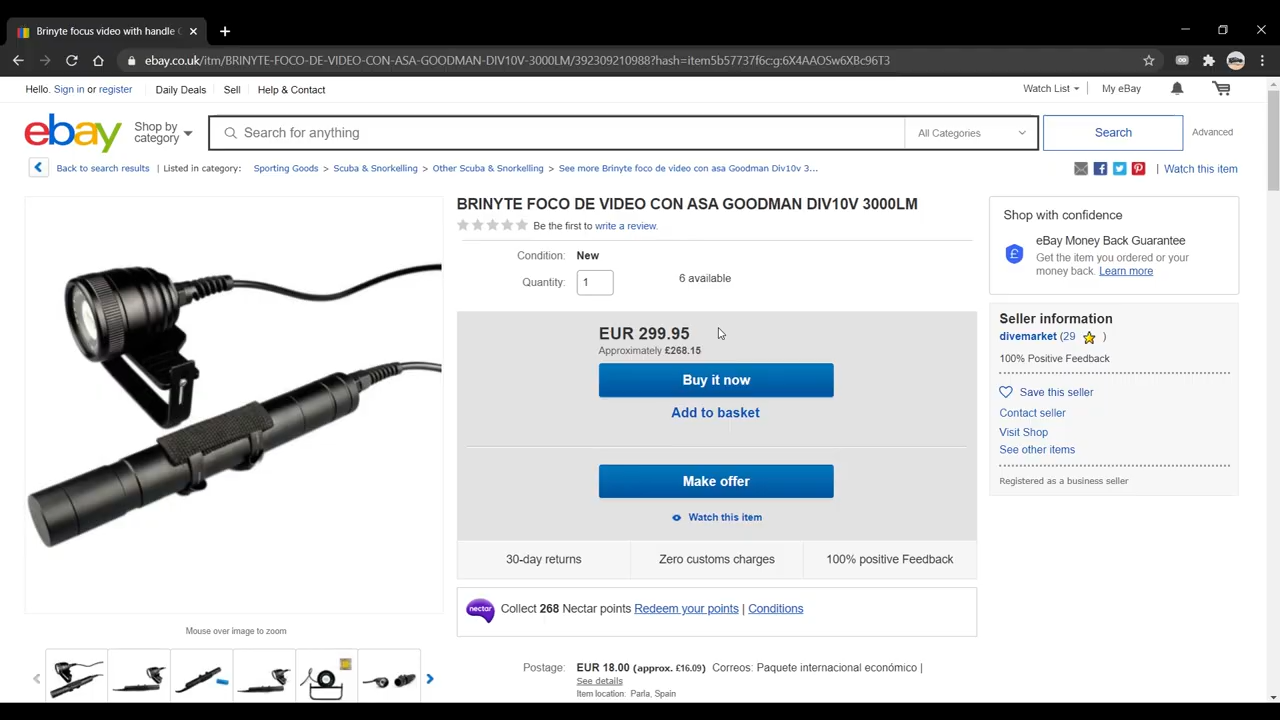 Brinyte focus video with handle
ebay.co.uk/itm/BRINYTE-FOCO-DE-VIDEO-CON-ASA-GOODMAN-DIV10V-3000LM/392309210988?hash=item5b57737f6c:g:6X4AAOSw6XBc96T3
Hello. Sign in or register
Daily Deals
Sell
Help & Contact
Watch List
My eBay
ebay
Shop by category
Search for anything
All Categories
Search
Advanced
Back to search results | Listed in category: Sporting Goods > Scuba & Snorkelling > Other Scuba & Snorkelling > See more Brinyte foco de video con asa Goodman Div10v 3...
| Watch this item
BRINYTE FOCO DE VIDEO CON ASA GOODMAN DIV10V 3000LM
Be the first to write a review.
Condition: New
Quantity: 1
6 available
EUR 299.95
Approximately £268.15
Buy it now
Add to basket
Make offer
Watch this item
30-day returns
Zero customs charges
100% positive Feedback
nectar
Collect 268 Nectar points Redeem your points | Conditions
Postage: EUR 18.00 (approx. £16.09) Correos: Paquete internacional económico |
See details
Item location: Parla, Spain
Mouse over image to zoom
Shop with confidence
eBay Money Back Guarantee
Get the item you ordered or your
money back. Learn more
Seller information
divemarket (29 )
100% Positive Feedback
Save this seller
Contact seller
Visit Shop
See other items
Registered as a business seller